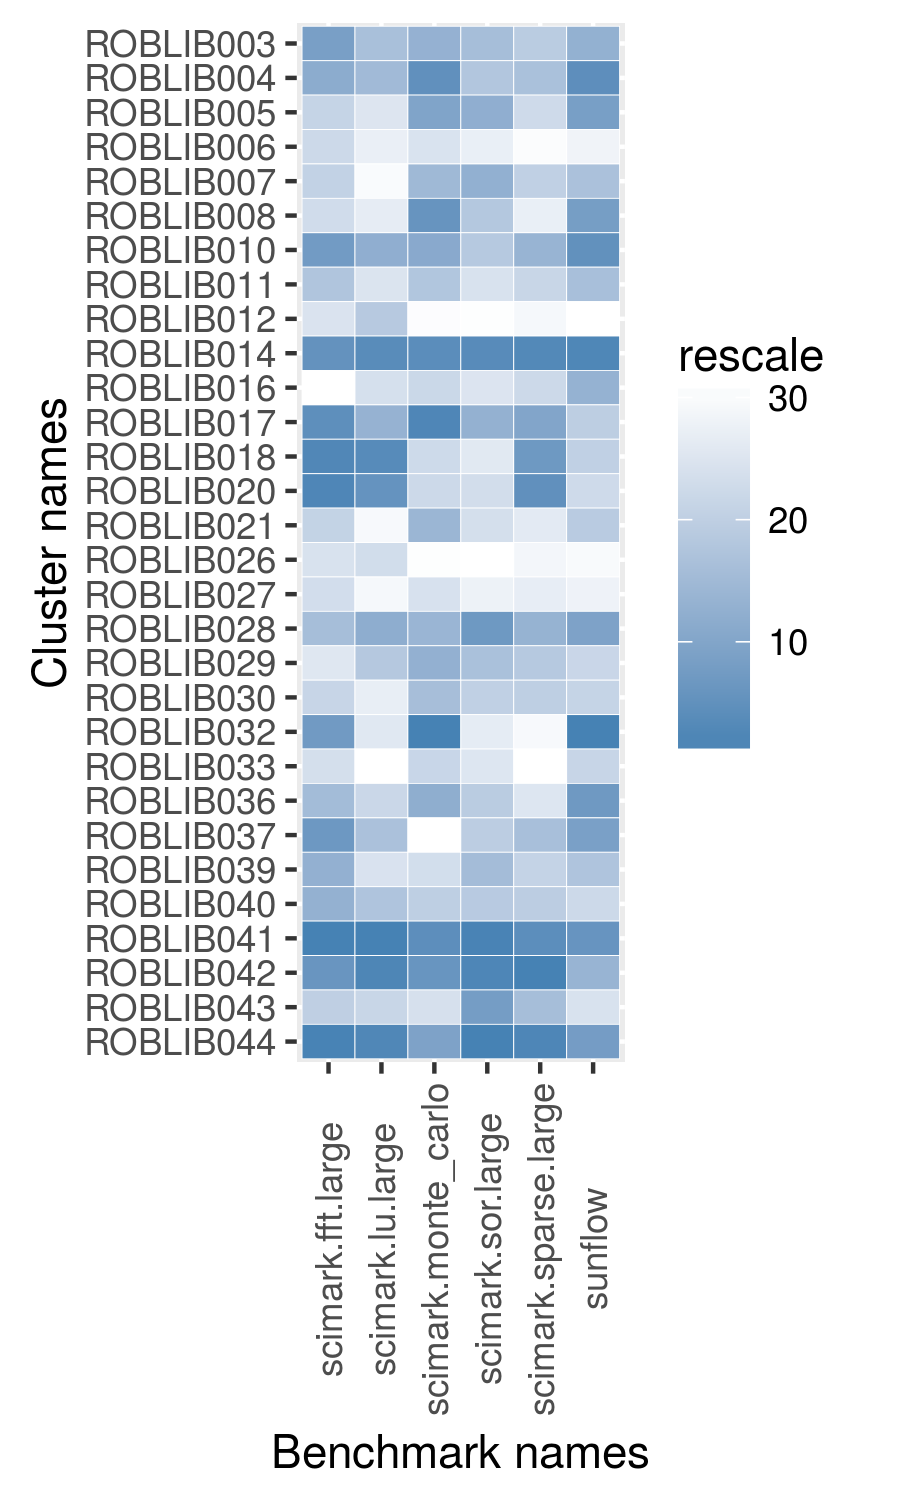 ROBLIB003
ROBLIB004
ROBLIB005
ROBLIB006
ROBLIB007
ROBLIB008
ROBLIB010
ROBLIB011
ROBLIB012
ROBLIB014
ROBLIB016
ROBLIB017
ROBLIB018
ROBLIB020
ROBLIB021
ROBLIB026
ROBLIB027
ROBLIB028
ROBLIB029
ROBLIB030
ROBLIB032
ROBLIB033
ROBLIB036
ROBLIB037
ROBLIB039
ROBLIB040
ROBLIB041
ROBLIB042
ROBLIB043
ROBLIB044
Cluster names
scimark.fft.large
scimark.lu.large
scimark.monte_carlo
scimark.sor.large
scimark.sparse.large
sunflow
Benchmark names
rescale
30
20
10